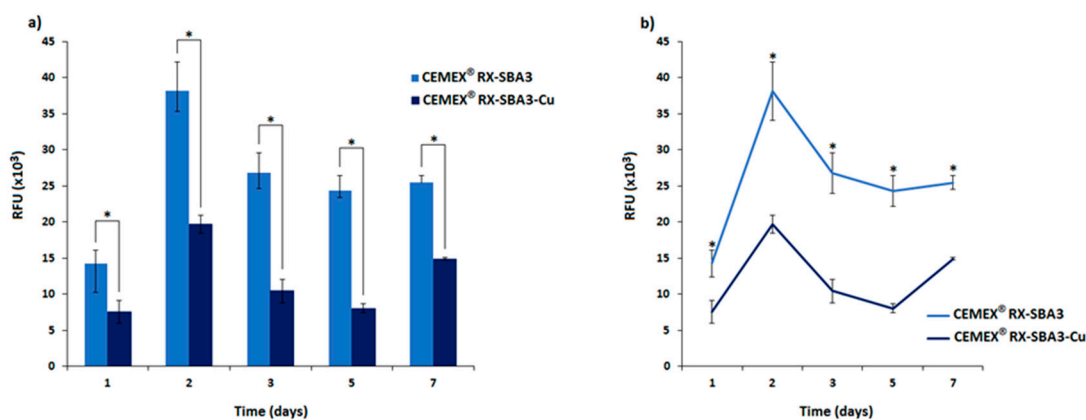 a)
45
40
35
30
25
20
15
10
5
0
RFU (x10³)
* * * * *
CEMEX® RX-SBA3
CEMEX® RX-SBA3-Cu
1 2 3 5 7
Time (days)
b)
45
40
35
30
25
20
15
10
5
0
RFU (x10³)
* * * * *
CEMEX® RX-SBA3
CEMEX® RX-SBA3-Cu
1 2 3 5 7
Time (days)